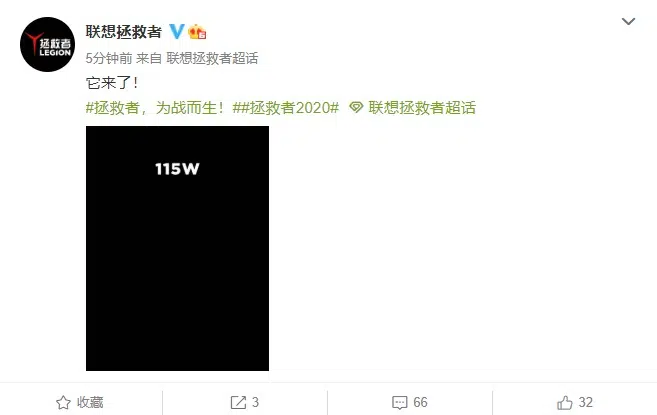 拯救者
LEGION
联想拯救者
5分钟前 来自 联想拯救者超话
它来了！
#拯救者，为战而生！##拯救者2020# 联想拯救者超话
115W
收藏
3
66
32